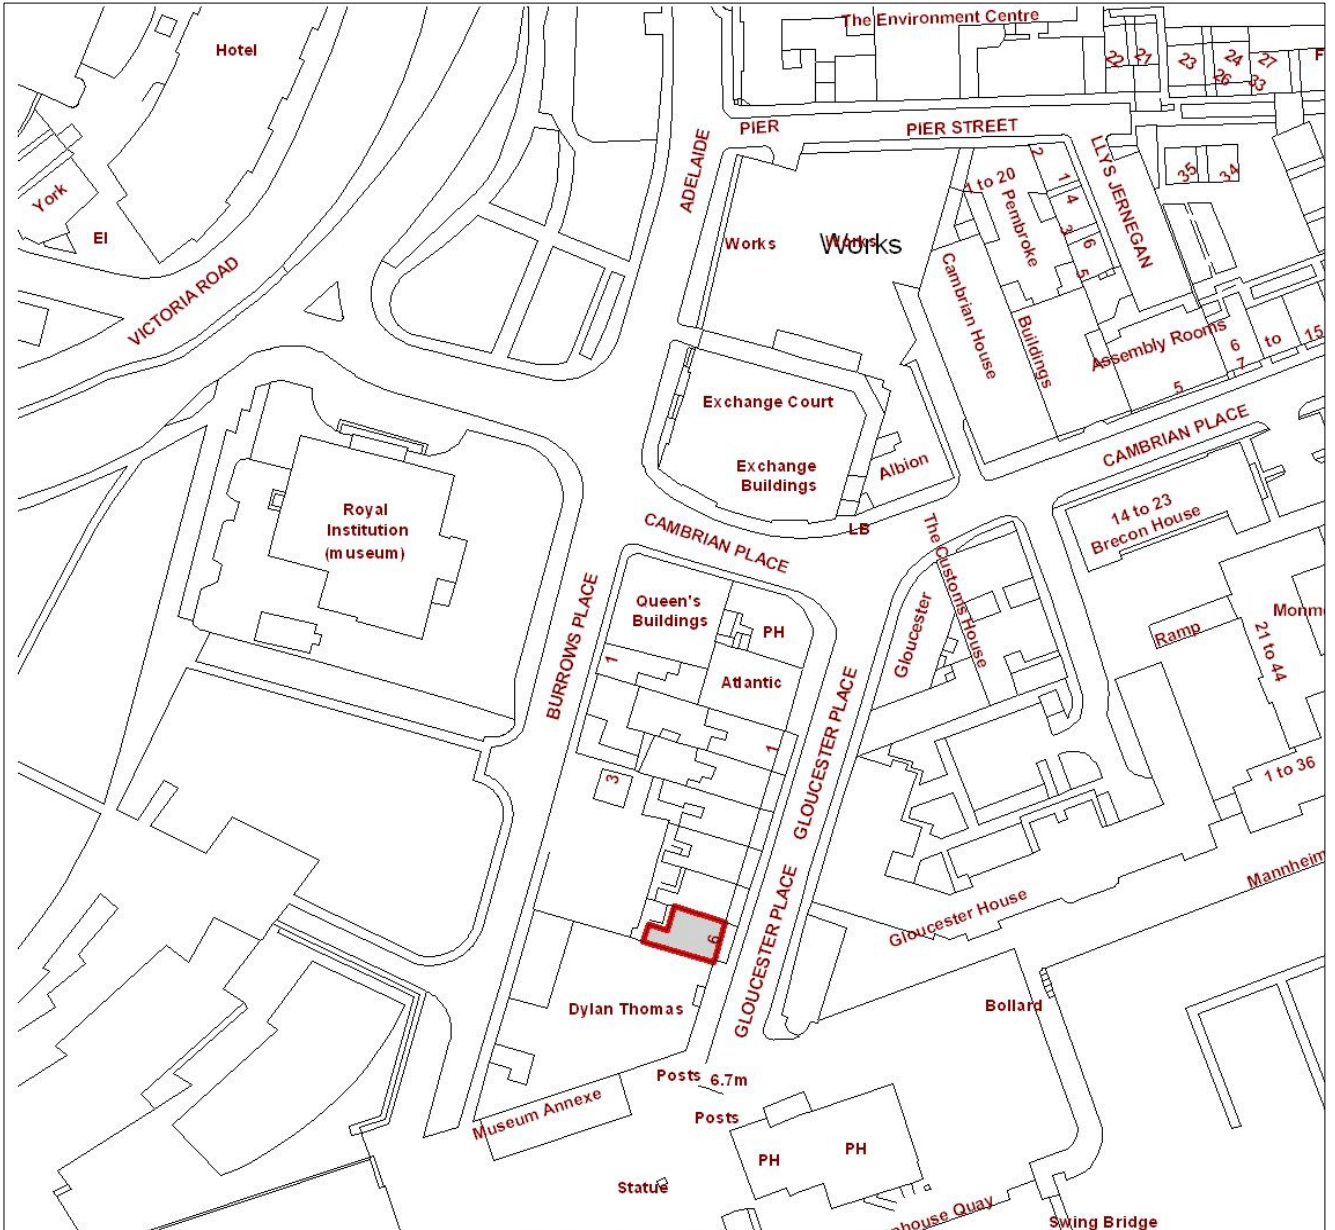 The Environment Centre
Hotel
22
21
23
24
26
27
33
F
PIER
PIER STREET
ADELAIDE
LLYS JERNEGAN
35
34
York
El
VICTORIA ROAD
1 to 20
Pembroke
Buildings
2
1
4
3
6
5
Works
Works
Works
Cambrian House
Assembly Rooms
5
6
7
to
15
Exchange Court
Exchange
Buildings
Albion
LB
CAMBRIAN PLACE
CAMBRIAN PLACE
14 to 23
Brecon House
Royal
Institution
(museum)
The Customs House
Gloucester
BURROWS PLACE
Queen's
Buildings
PH
Atlantic
1
1
3
GLOUCESTER PLACE
Ramp
21 to 44
Monm
1 to 36
Mannheim
Gloucester House
GLOUCESTER PLACE
6
Dylan Thomas
Bollard
Posts
6.7m
Museum Annexe
Posts
PH
PH
Statue
house Quay
Swing Bridge